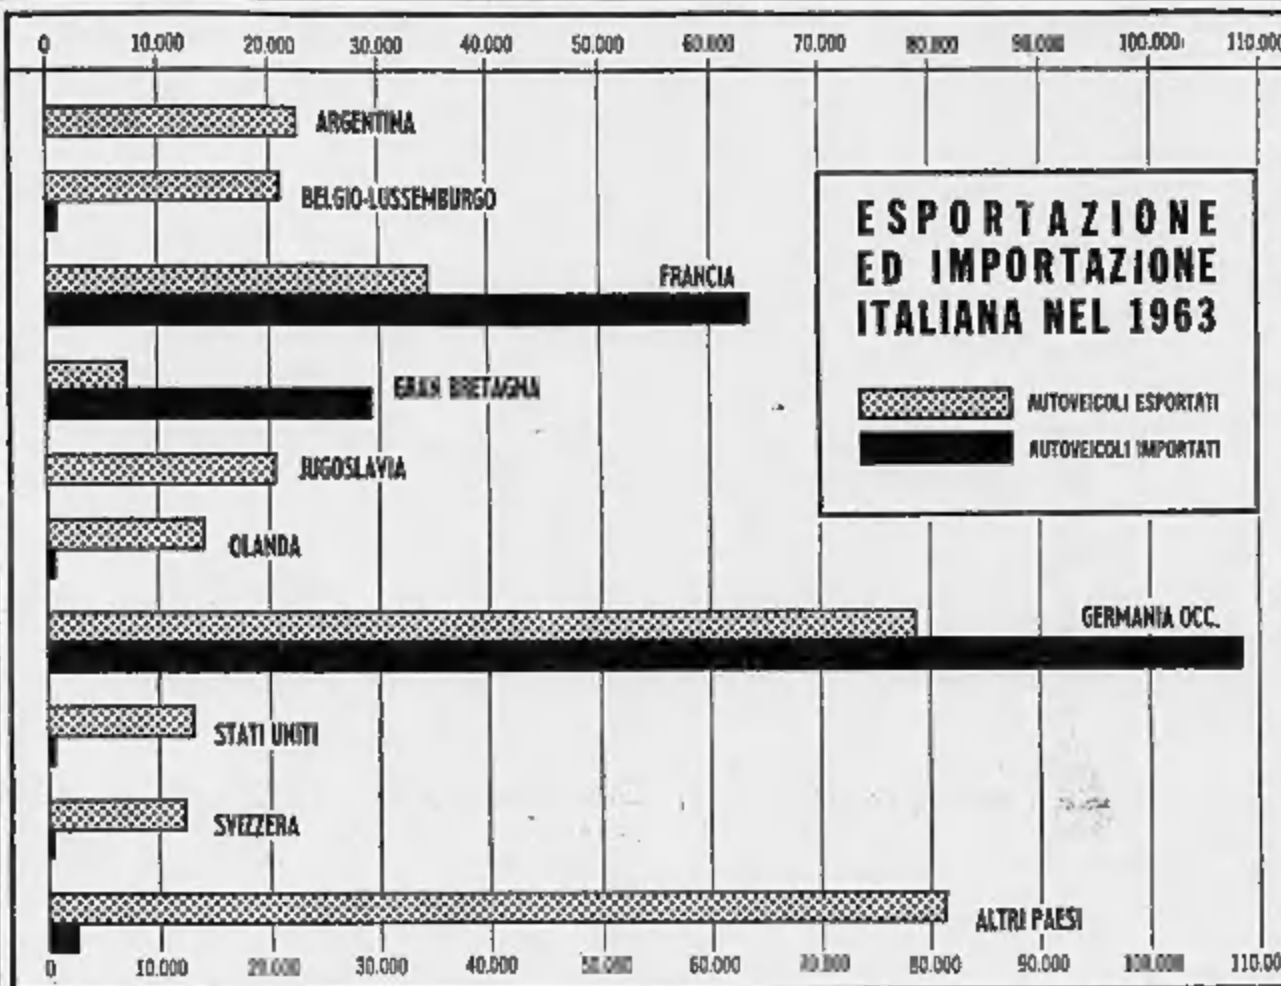 0 10.000 20.000 30.000 40.000 50.000 60.000 70.000 80.000 90.000 100.000 110.000
ARGENTINA
BELGIO-LUSSEMBURGO
FRANCIA
GRAN BRETAGNA
JUGOSLAVIA
OLANDA
GERMANIA OCC.
STATI UNITI
SVIZZERA
ALTRI PAESI
ESPORTAZIONE
ED IMPORTAZIONE
ITALIANA NEL 1963
AUTOVEICOLI ESPORTATI
AUTOVEICOLI IMPORTATI
0 10.000 20.000 30.000 40.000 50.000 60.000 70.000 80.000 90.000 100.000 110.00